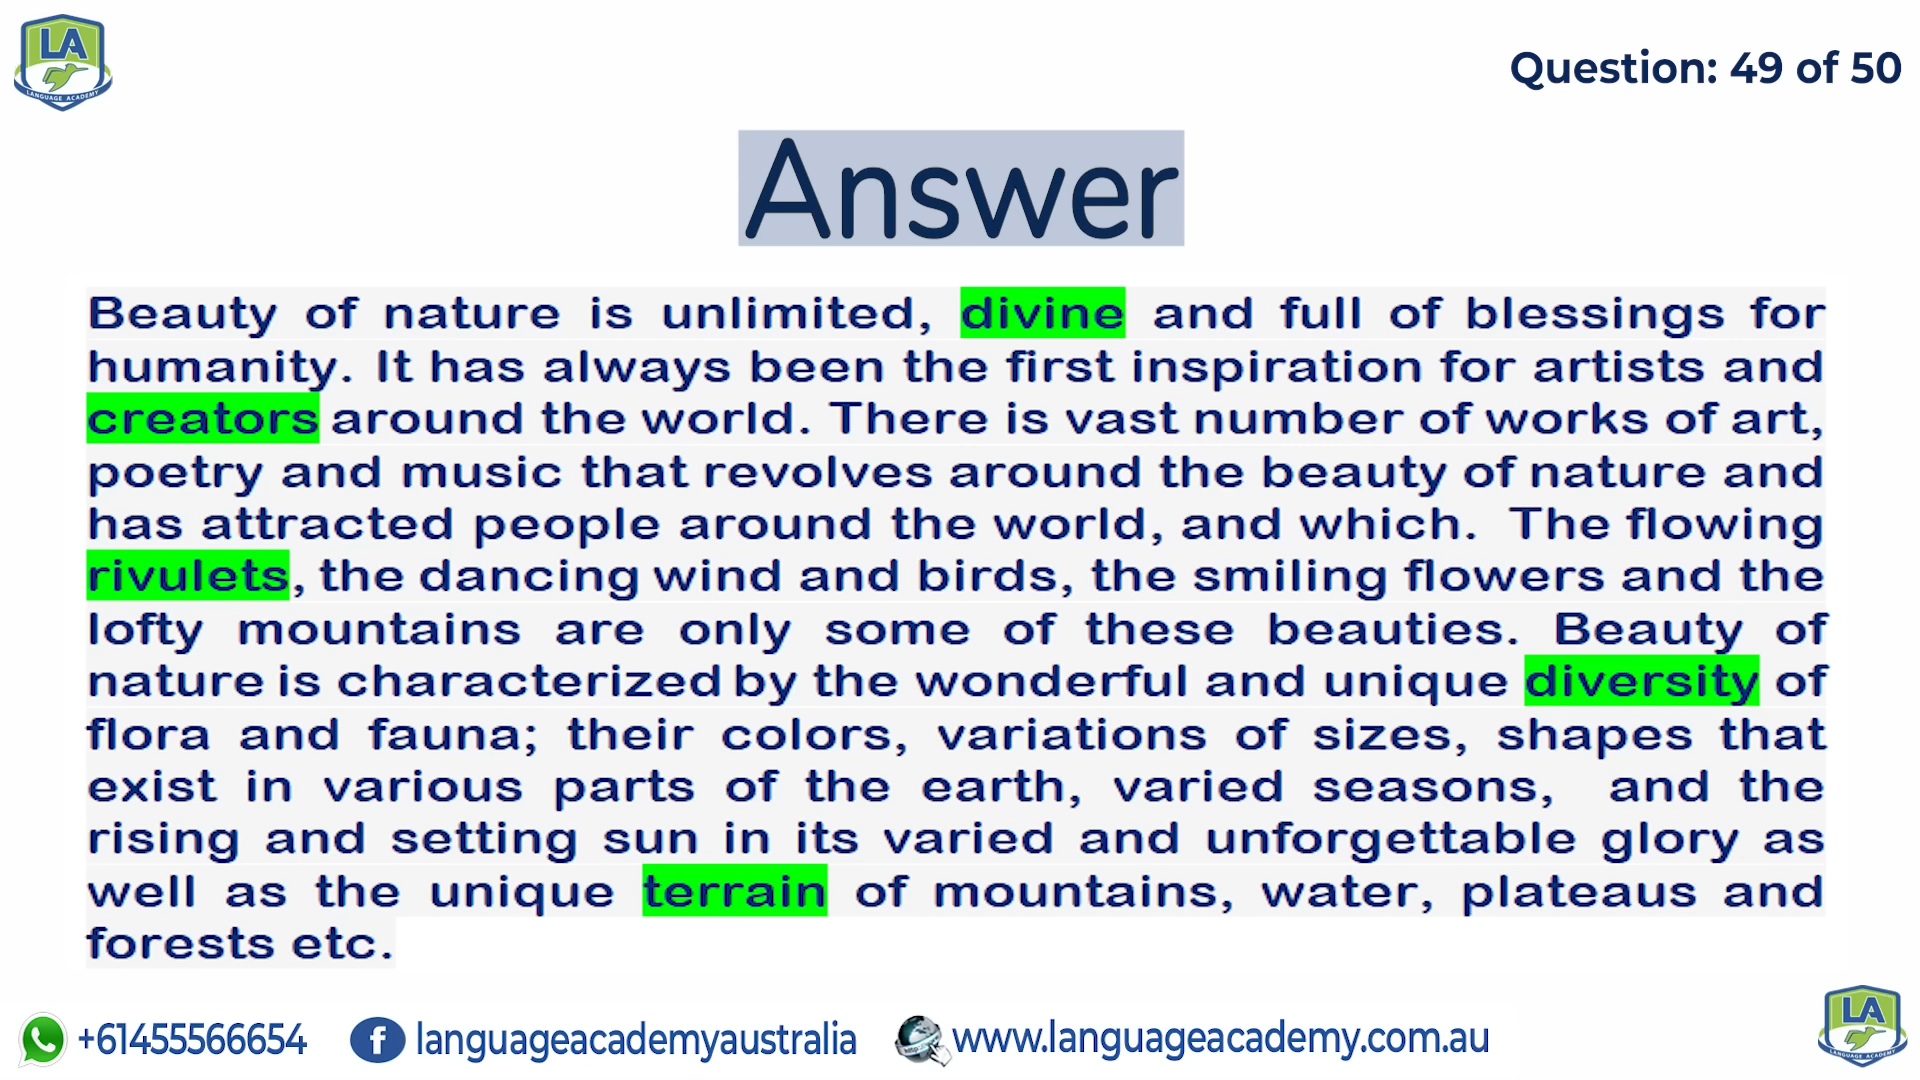 LA
LANGUAGE ACADEMY
Question: 49 of 50
Answer
Beauty of nature is unlimited, divine and full of blessings for
humanity. It has always been the first inspiration for artists and
creators around the world. There is vast number of works of art,
poetry and music that revolves around the beauty of nature and
has attracted people around the world, and which. The flowing
rivulets, the dancing wind and birds, the smiling flowers and the
lofty mountains are only some of these beauties. Beauty of
nature is characterized by the wonderful and unique diversity of
flora and fauna; their colors, variations of sizes, shapes that
exist in various parts of the earth, varied seasons, and the
rising and setting sun in its varied and unforgettable glory as
well as the unique terrain of mountains, water, plateaus and
forests etc.
+61455566654
f languageacademyaustralia
http:// www.languageacademy.com.au
LA
LANGUAGE ACADEMY